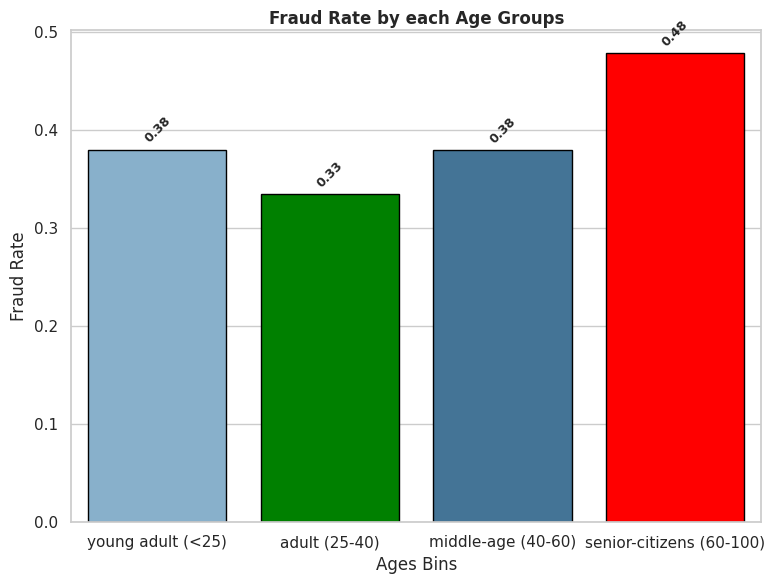 Fraud Rate by each Age Groups
0.5
0.4
0.3
0.2
0.1
0.0
Fraud Rate
0.38
0.33
0.38
0.48
young adult (<25)
adult (25-40)
middle-age (40-60)
senior-citizens (60-100)
Ages Bins